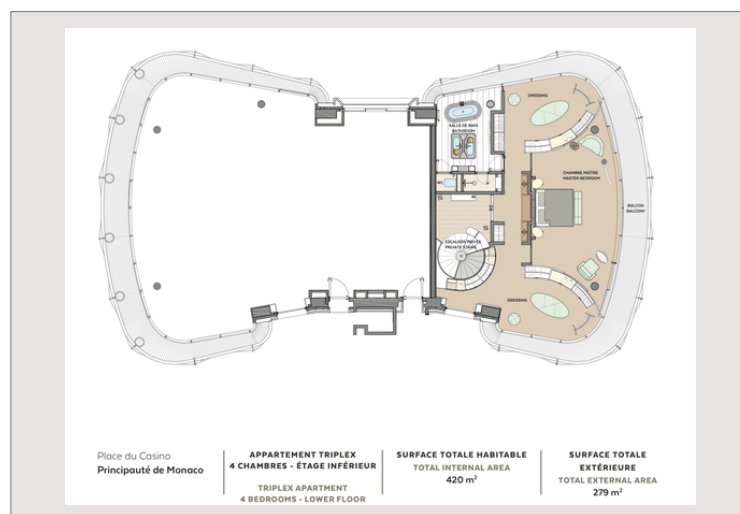 DRESSING
SALLE DE BAIN
BATHROOM
CHAMBRE MAITRE
MASTER BEDROOM
BALCON
BALCONY
ESCALIERS PRIVÉS
PRIVATE STAIRS
DRESSING
Place du Casino
Principauté de Monaco
APPARTEMENT TRIPLEX
4 CHAMBRES - ÉTAGE INFÉRIEUR
TRIPLEX APARTMENT
4 BEDROOMS - LOWER FLOOR
SURFACE TOTALE HABITABLE
TOTAL INTERNAL AREA
420 m²
SURFACE TOTALE
EXTÉRIEURE
TOTAL EXTERNAL AREA
279 m²